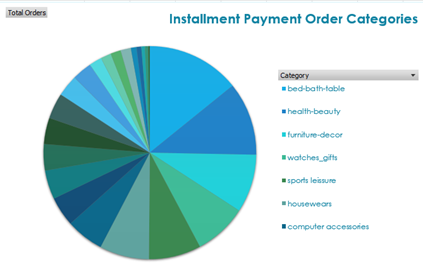 Total Orders
Installment Payment Order Categories
Category
bed-bath-table
health-beauty
furniture-decor
watches_gifts
sports leisure
housewears
computer accessories